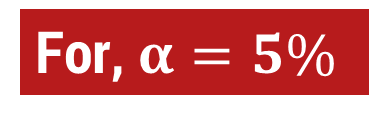 For, α = 5%